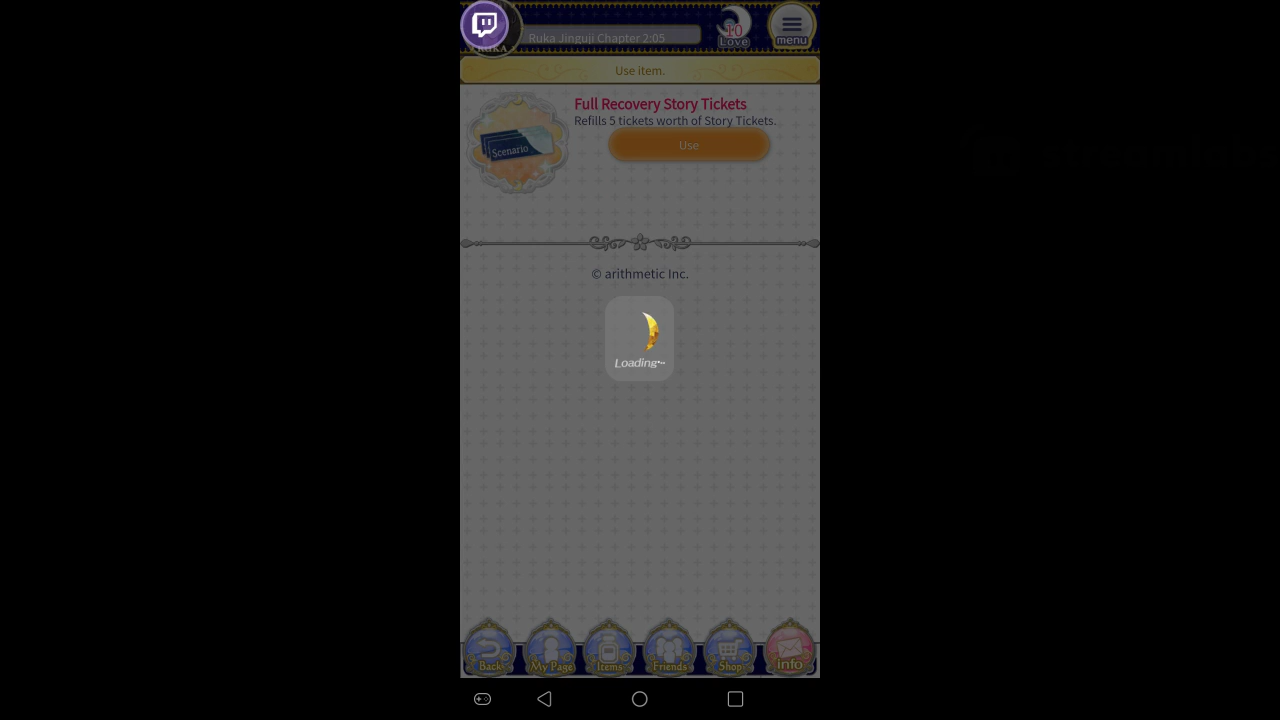 Ruka Jinguji Chapter 2:05
10
Love
menu
RUKA
Use item.
Full Recovery Story Tickets
Refills 5 tickets worth of Story Tickets.
Scenario
Use
© arithmetic Inc.
Loading...
Back
My Page
Items
Friends
Shop
info